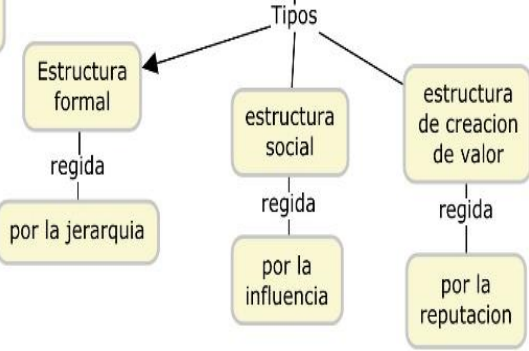 Tipos
Estructura
formal
regida
por la jerarquia
estructura
social
regida
por la
influencia
estructura
de creacion
de valor
regida
por la
reputacion